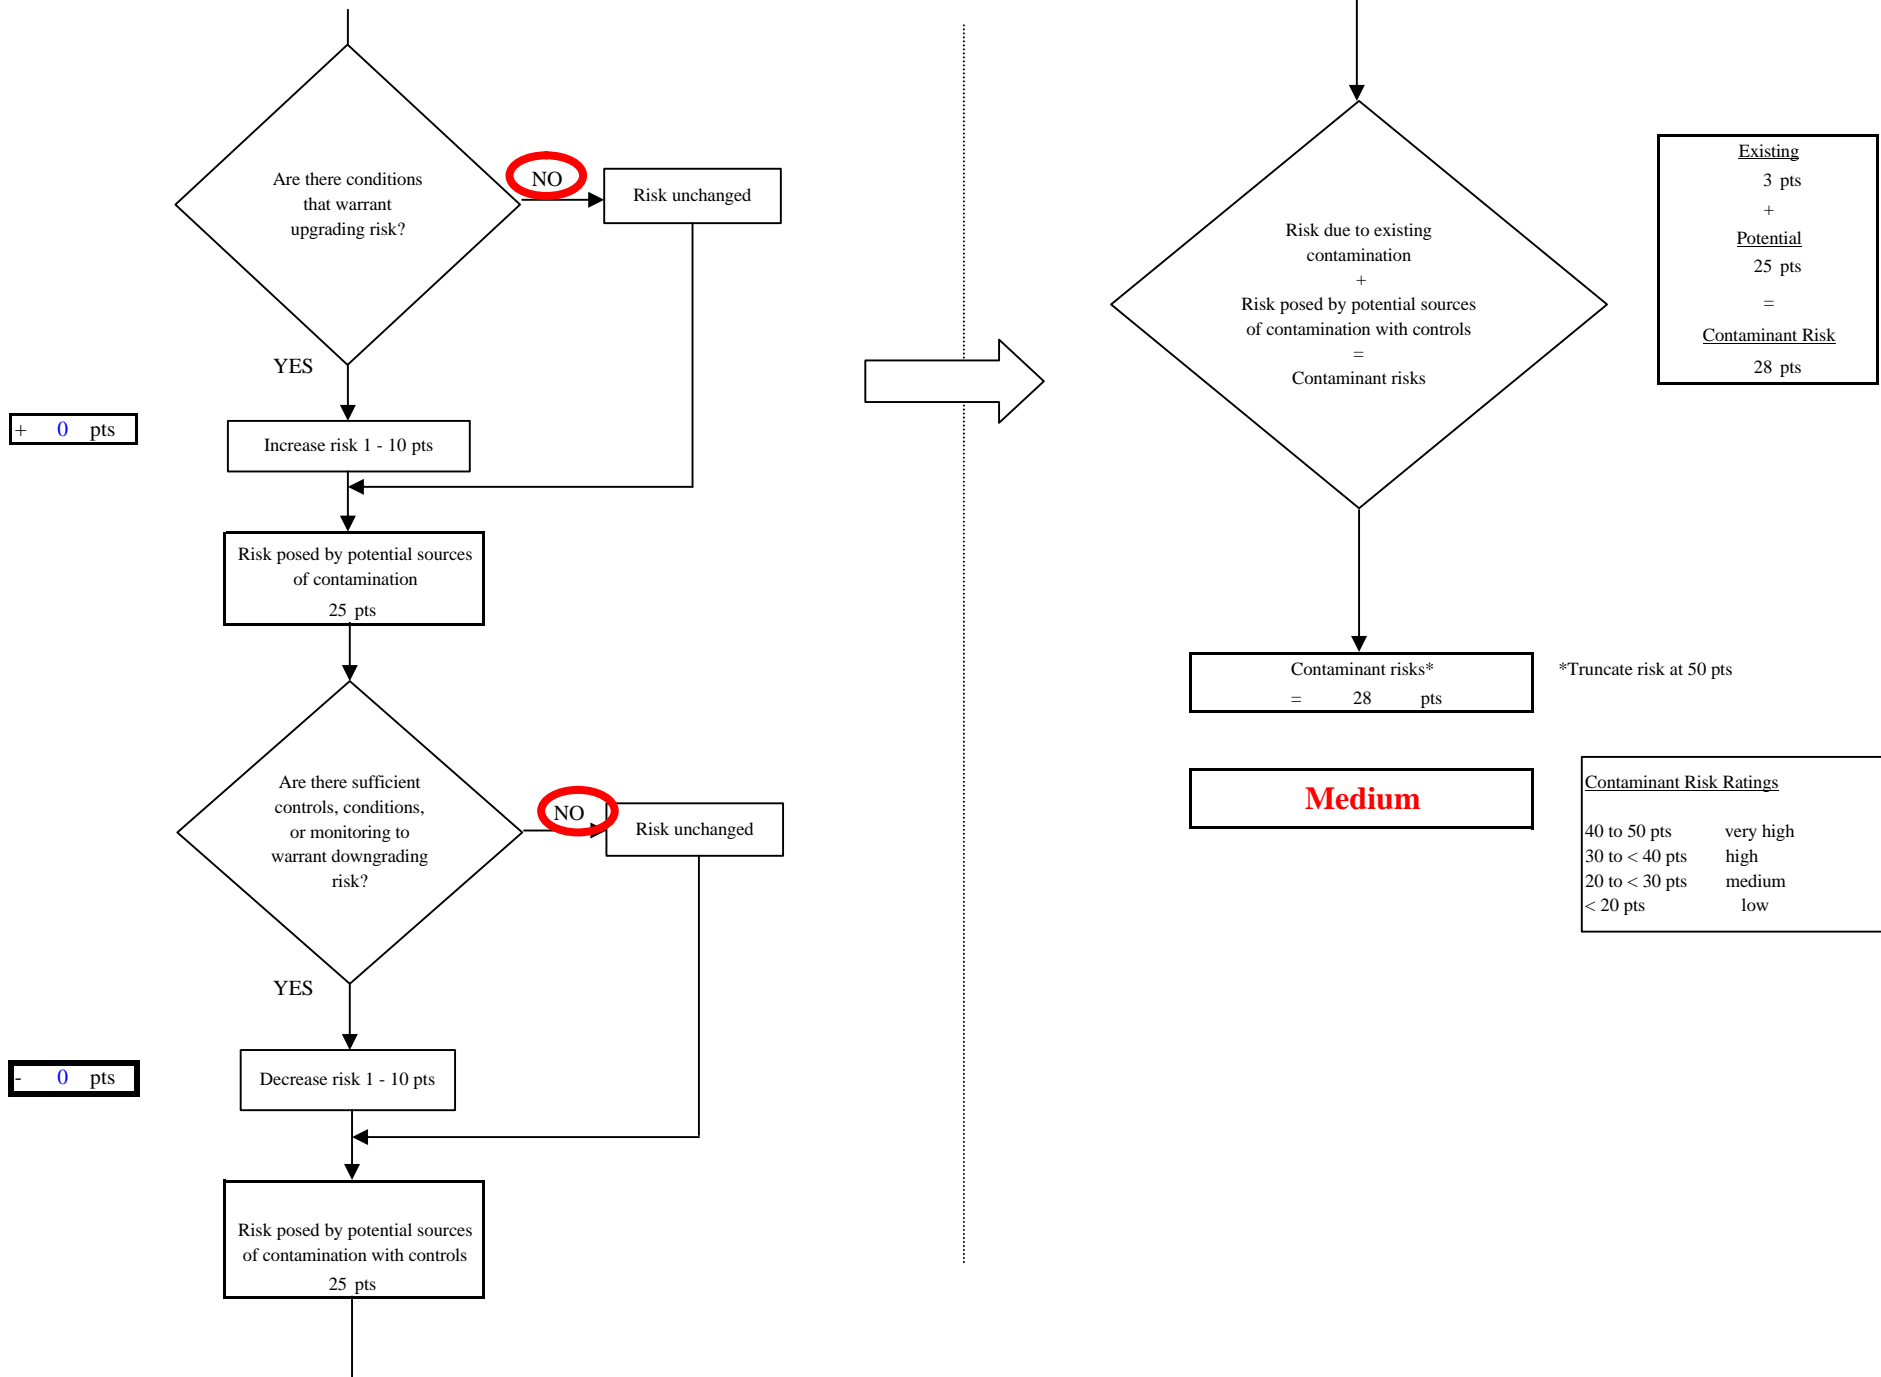 Are there conditions
that warrant
upgrading risk?
NO
Risk unchanged
YES
+ 0 pts
Increase risk 1 - 10 pts
Risk posed by potential sources
of contamination
25 pts
Are there sufficient
controls, conditions,
or monitoring to
warrant downgrading
risk?
NO
Risk unchanged
YES
- 0 pts
Decrease risk 1 - 10 pts
Risk posed by potential sources
of contamination with controls
25 pts
Risk due to existing
contamination
+
Risk posed by potential sources
of contamination with controls
=
Contaminant risks
Existing
3 pts
+
Potential
25 pts
=
Contaminant Risk
28 pts
Contaminant risks*
= 28 pts
*Truncate risk at 50 pts
Medium
Contaminant Risk Ratings
40 to 50 pts very high
30 to < 40 pts high
20 to < 30 pts medium
< 20 pts low